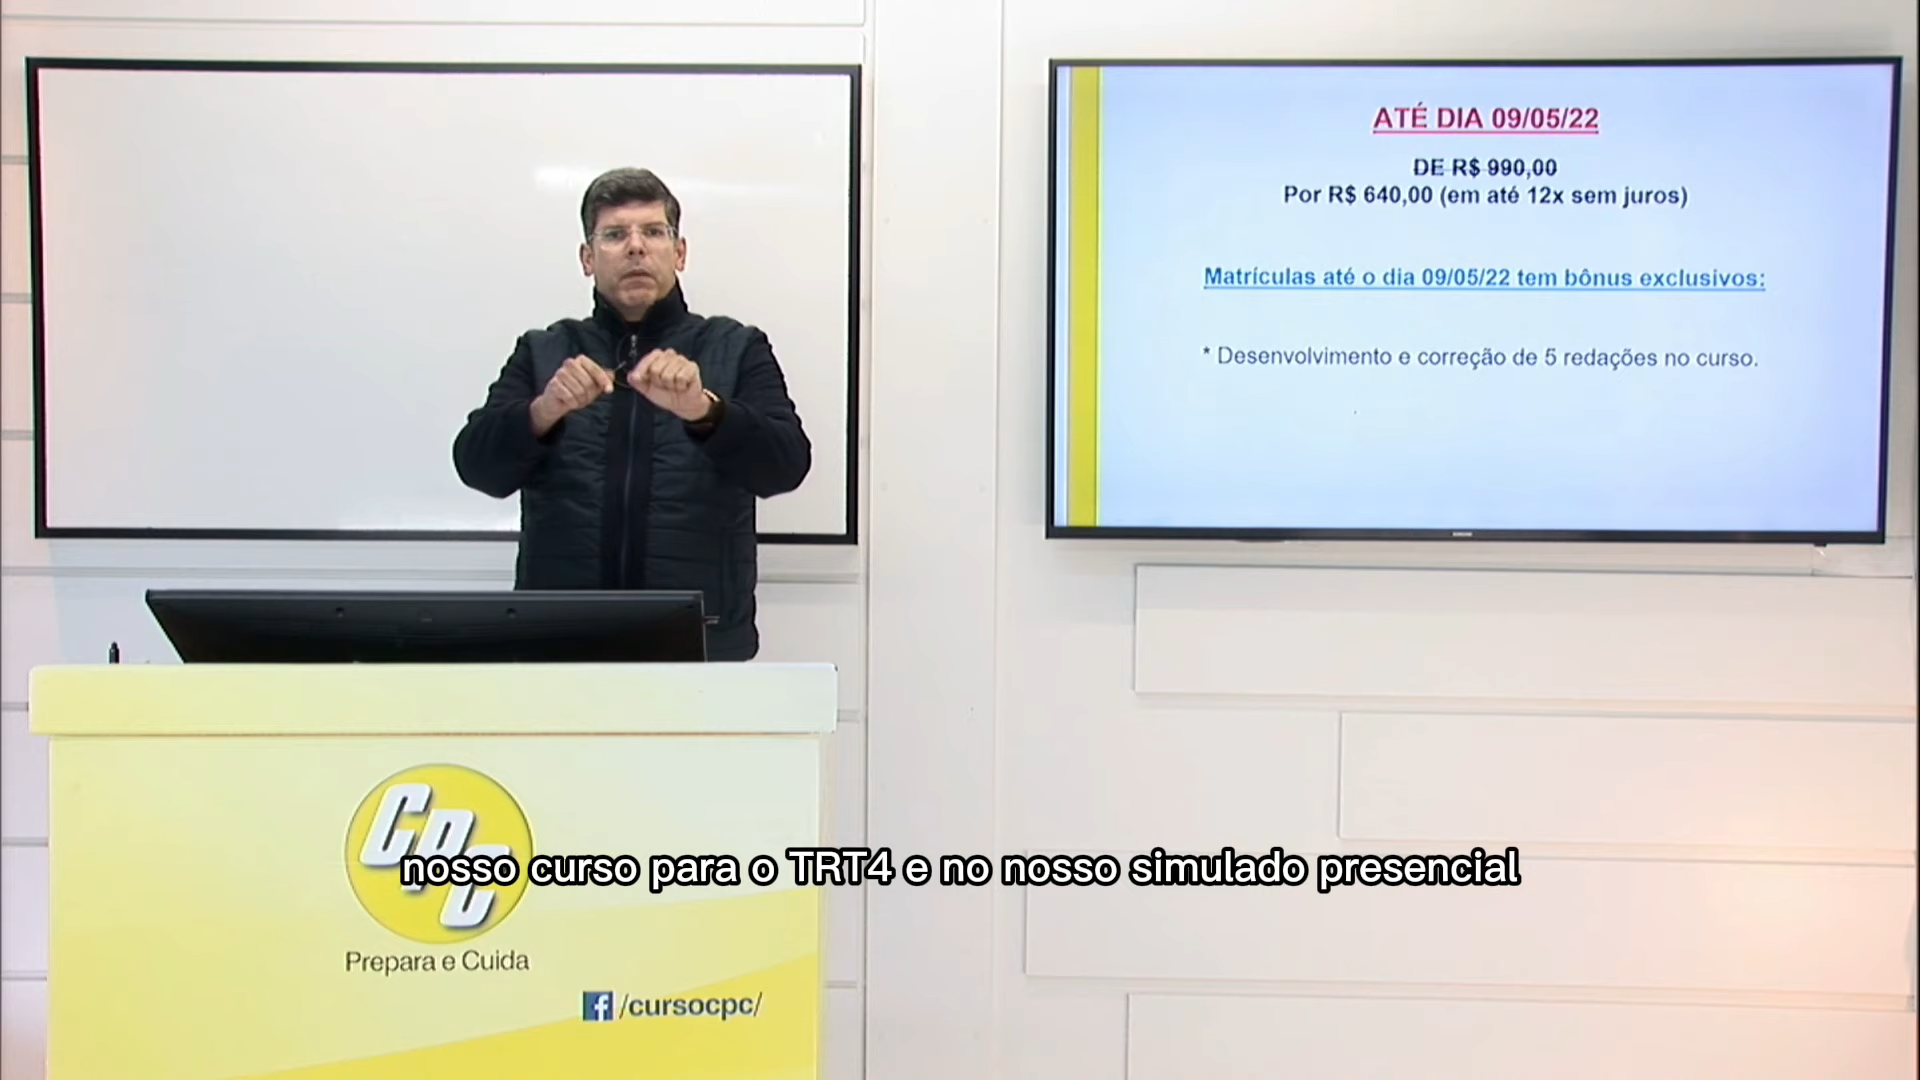 ATÉ DIA 09/05/22
DE R$ 990,00
Por R$ 640,00 (em até 12x sem juros)
Matrículas até o dia 09/05/22 tem bônus exclusivos:
* Desenvolvimento e correção de 5 redações no curso.
CPC
nosso curso para o TRT4 e no nosso simulado presencial
Prepara e Cuida
/cursocpc/